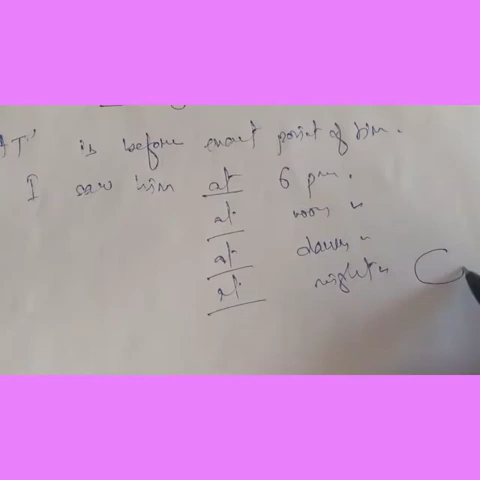 AT" is before exact point of time.
I saw him at 6 pm.
at noon "
at dawn "
at night "